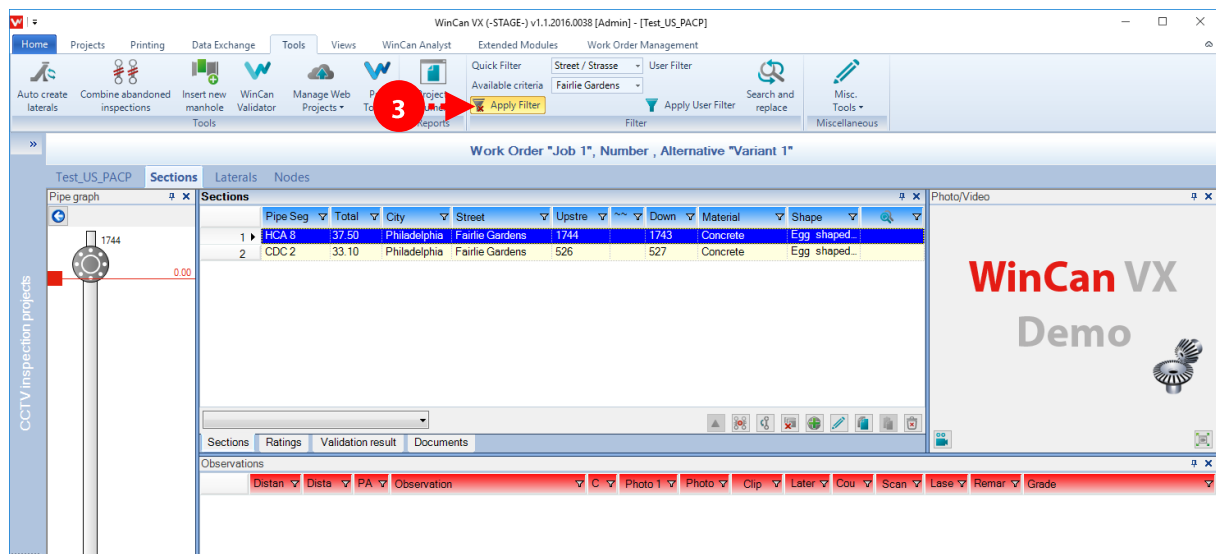 WinCan VX (-STAGE-) v1.1.2016.0038 [Admin] - [Test_US_PACP]
Home Projects Printing Data Exchange Tools Views WinCan Analyst Extended Modules Work Order Management
Quick Filter Street / Strasse User Filter
Available criteria Fairlie Gardens
Apply Filter Apply User Filter
Auto create laterals
Combine abandoned inspections
Insert new manhole
WinCan Validator
Manage Web Projects
3
Search and replace
Misc. Tools
Tools Reports Filter Miscellaneous
»
Work Order "Job 1", Number , Alternative "Variant 1"
Test_US_PACP Sections Laterals Nodes
Pipe graph Sections Photo/Video
Pipe Seg Total City Street Upstre ~~ Down Material Shape
1 HCA 8 37.50 Philadelphia Fairlie Gardens 1744 1743 Concrete Egg shaped...
2 CDC 2 33.10 Philadelphia Fairlie Gardens 526 527 Concrete Egg shaped...
1744
0.00
CCTV inspection projects
WinCan VX
Demo
Sections Ratings Validation result Documents
Observations
Distan Dista PA Observation C Photo 1 Photo Clip Later Cou Scan Lase Remar Grade